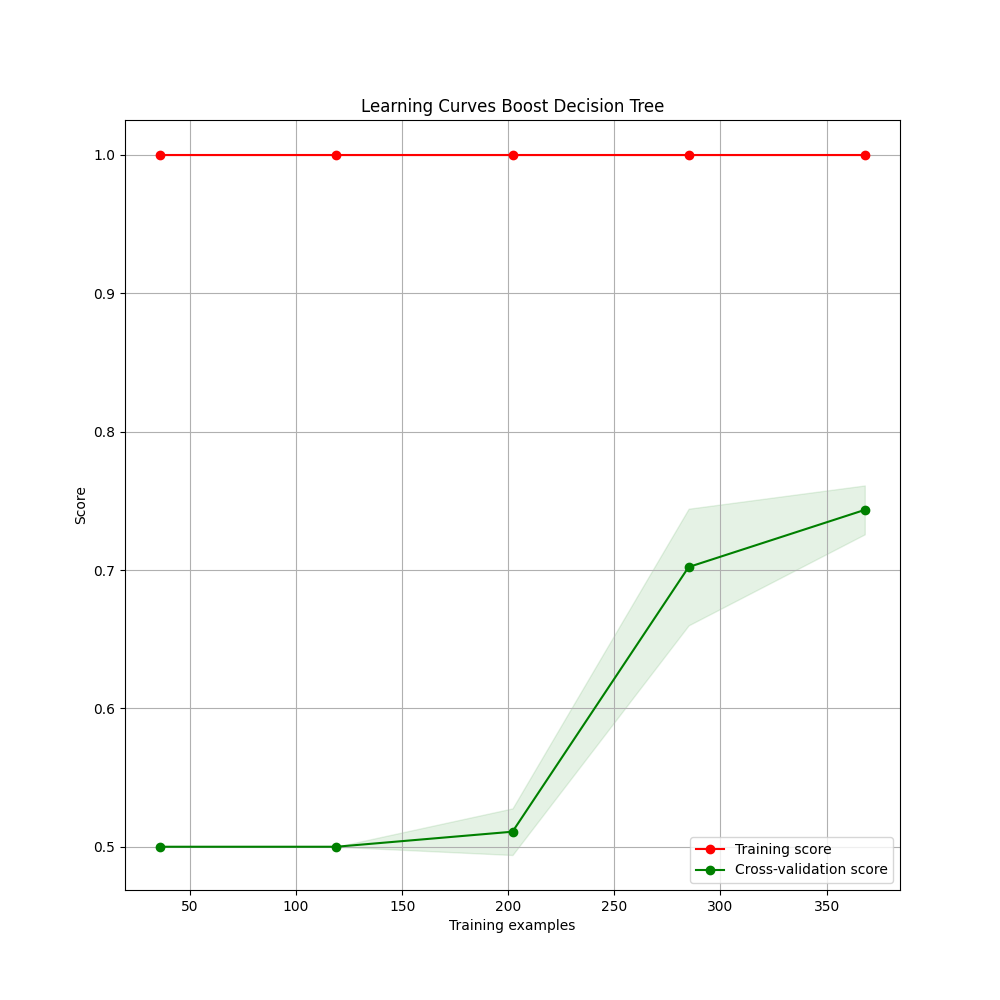 Learning Curves Boost Decision Tree
1.0
0.9
0.8
0.7
0.6
0.5
Score
50 100 150 200 250 300 350
Training examples
Training score
Cross-validation score